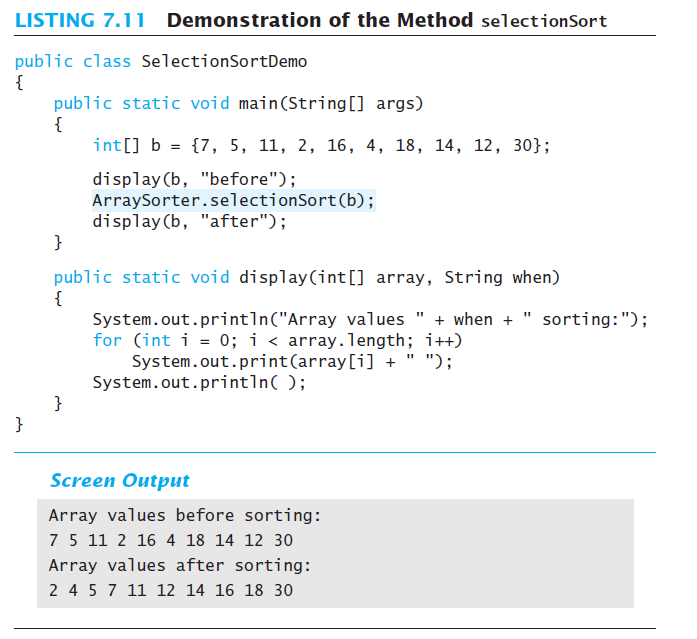 LISTING 7.11 Demonstration of the Method selectionSort
public class SelectionSortDemo
{
    public static void main(String[] args)
    {
        int[] b = {7, 5, 11, 2, 16, 4, 18, 14, 12, 30};
        display(b, "before");
        ArraySorter.selectionSort(b);
        display(b, "after");
    }
    public static void display(int[] array, String when)
    {
        System.out.println("Array values " + when + " sorting:");
        for (int i = 0; i < array.length; i++)
            System.out.print(array[i] + " ");
        System.out.println( );
    }
}
Screen Output
Array values before sorting:
7 5 11 2 16 4 18 14 12 30
Array values after sorting:
2 4 5 7 11 12 14 16 18 30